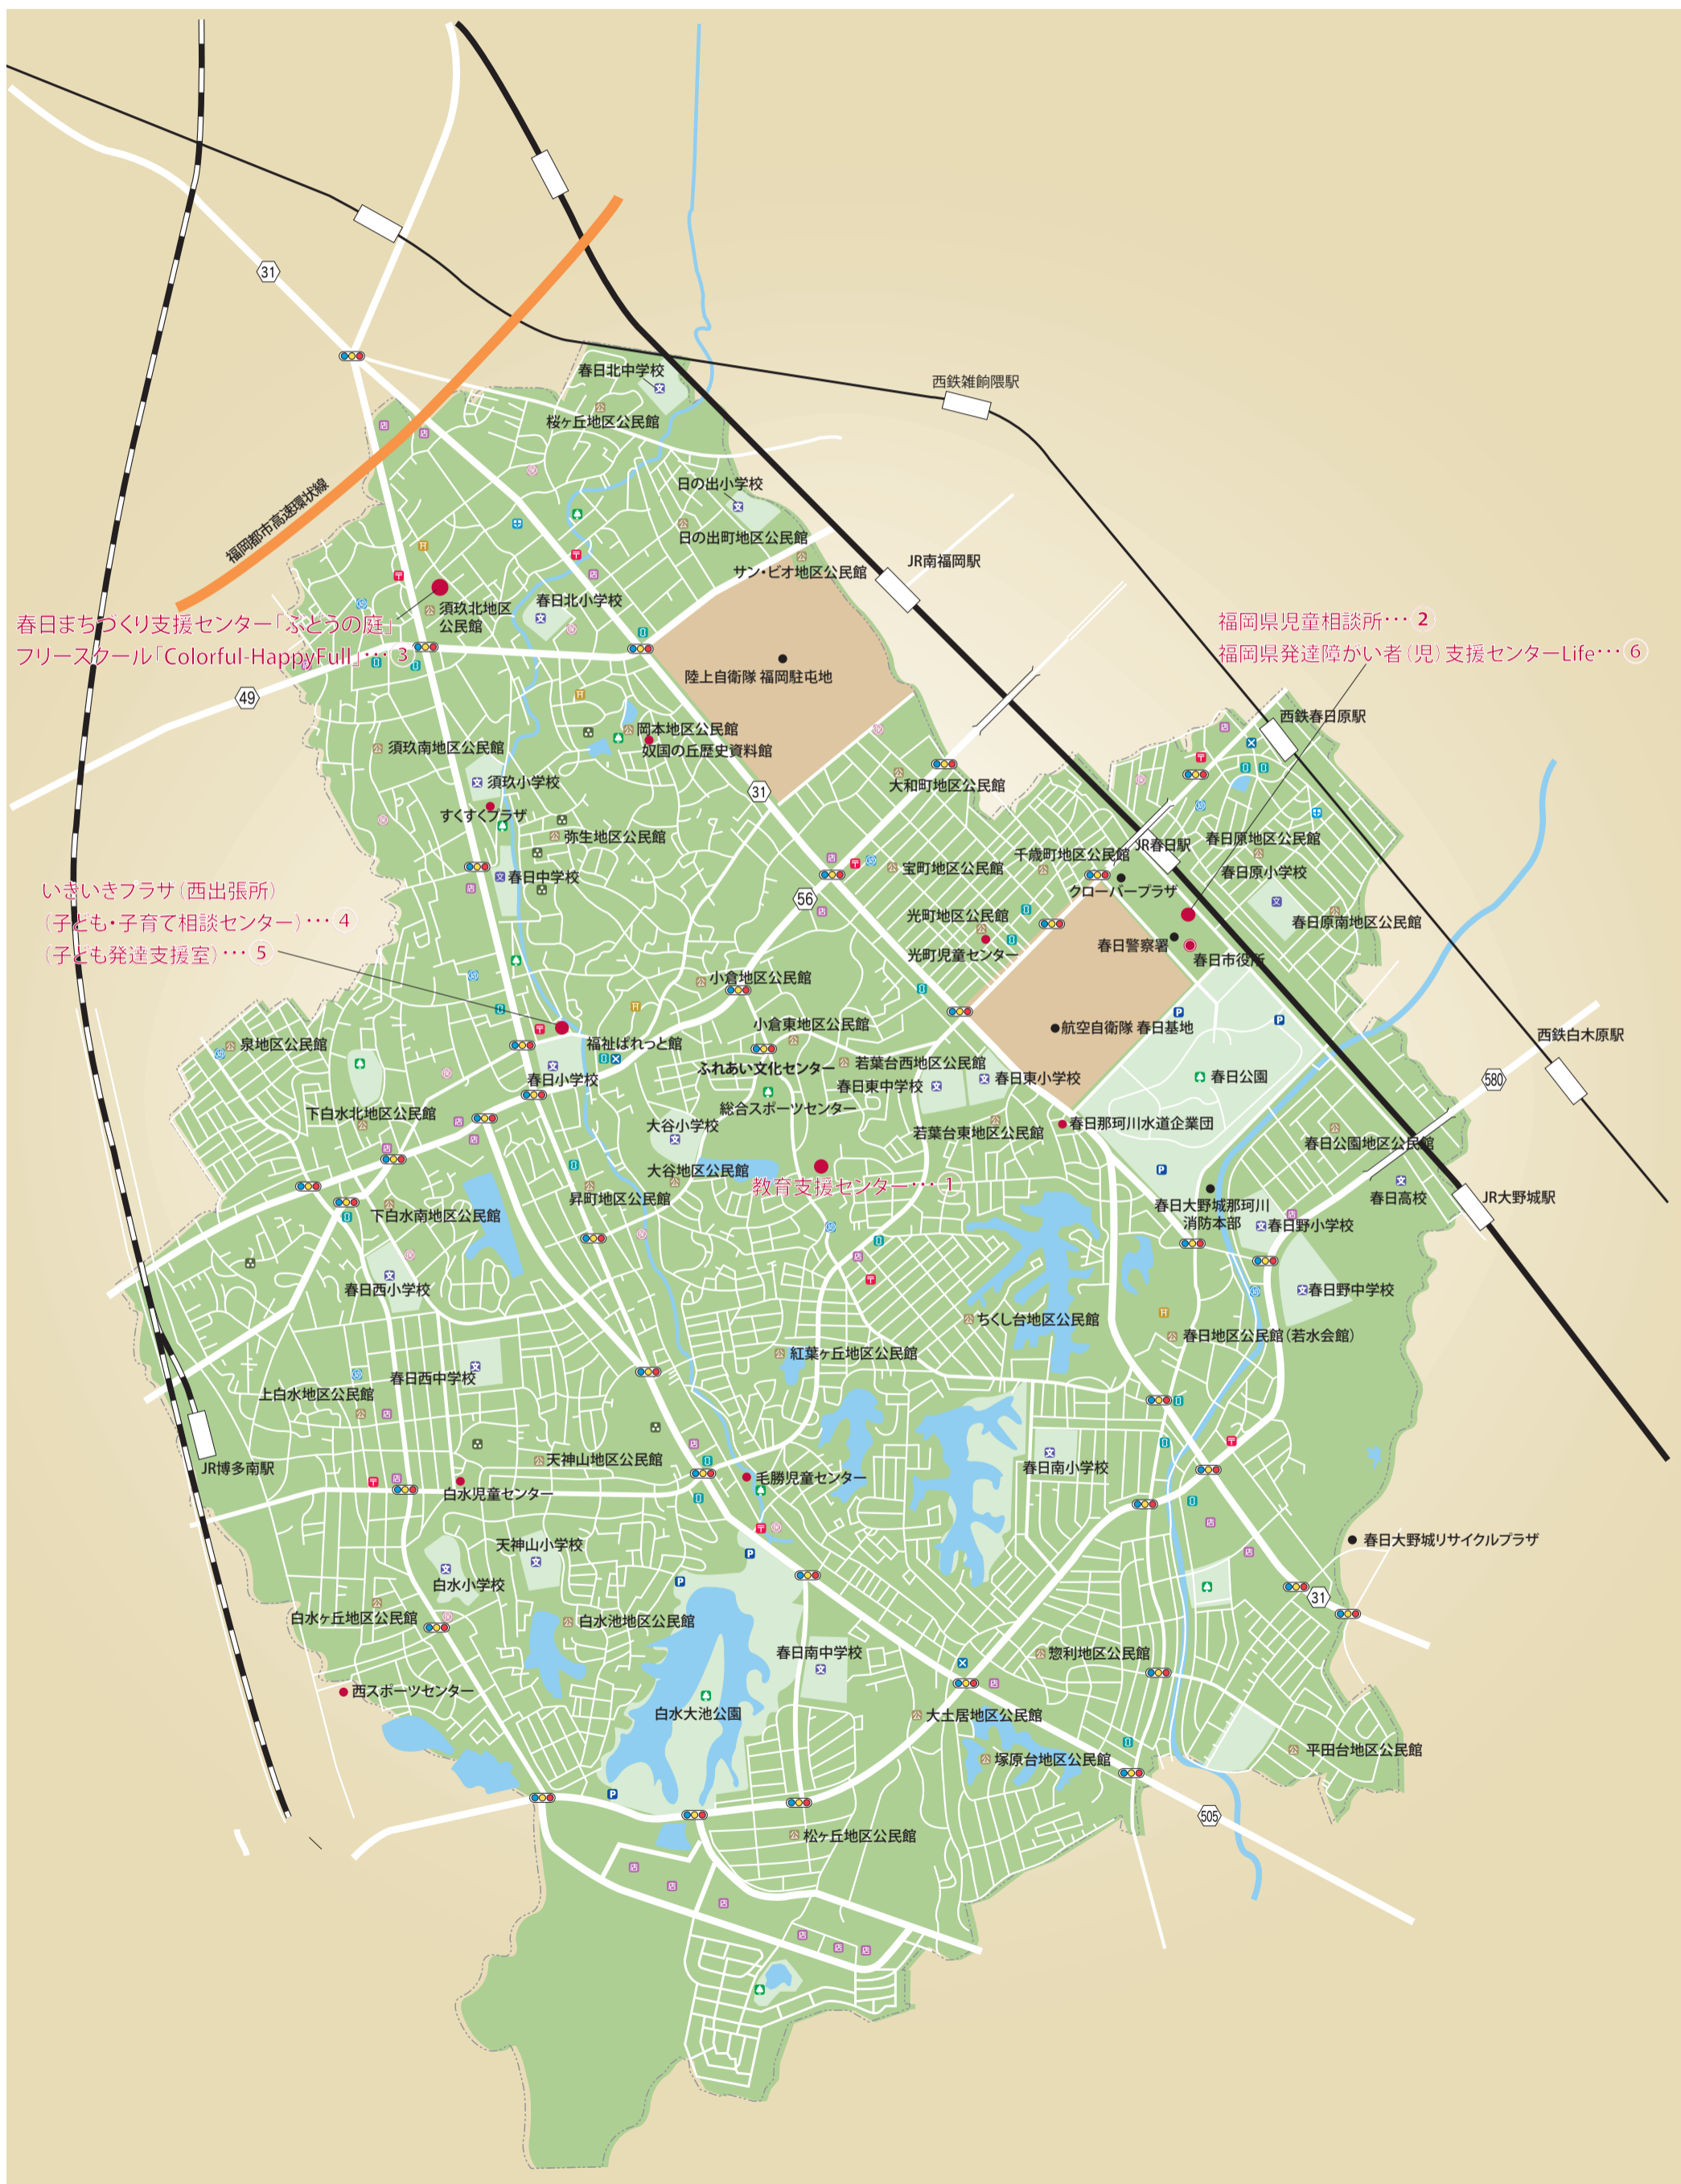 31
春日北中学校
西鉄雑餉隈駅
桜ヶ丘地区公民館
日の出小学校
福岡都市高速環状線
日の出町地区公民館
JR南福岡駅
サン・ビオ地区公民館
須玖北地区
公民館
春日北小学校
春日まちづくり支援センター「ぶどうの庭」
フリースクール「Colorful-HappyFull」・・・③
福岡県児童相談所・・・②
福岡県発達障がい者(児)支援センターLife・・・⑥
陸上自衛隊 福岡駐屯地
49
西鉄春日原駅
岡本地区公民館
須玖南地区公民館
奴国の丘歴史資料館
須玖小学校
大和町地区公民館
31
すくすくプラザ
弥生地区公民館
春日原地区公民館
JR春日駅
千歳町地区公民館
宝町地区公民館
春日原小学校
春日中学校
クローバープラザ
いきいきプラザ(西出張所)
(子ども・子育て相談センター)・・・④
(子ども発達支援室)・・・⑤
56
光町地区公民館
春日原南地区公民館
春日警察署
光町児童センター
春日市役所
小倉地区公民館
小倉東地区公民館
航空自衛隊 春日基地
西鉄白木原駅
泉地区公民館
福祉ぱれっと館
ふれあい文化センター
若葉台西地区公民館
春日小学校
春日東中学校
春日東小学校
春日公園
580
総合スポーツセンター
下白水北地区公民館
大谷小学校
若葉台東地区公民館
春日那珂川水道企業団
春日公園地区公民館
大谷地区公民館
教育支援センター・・・①
昇町地区公民館
春日高校
JR大野城駅
春日大野城那珂川
消防本部
下白水南地区公民館
春日野小学校
春日西小学校
春日野中学校
ちくし台地区公民館
春日地区公民館(若水会館)
紅葉ヶ丘地区公民館
春日西中学校
上白水地区公民館
JR博多南駅
天神山地区公民館
春日南小学校
毛勝児童センター
白水児童センター
春日大野城リサイクルプラザ
天神山小学校
白水小学校
31
白水ヶ丘地区公民館
白水池地区公民館
春日南中学校
惣利地区公民館
西スポーツセンター
白水大池公園
大土居地区公民館
平田台地区公民館
塚原台地区公民館
505
松ヶ丘地区公民館